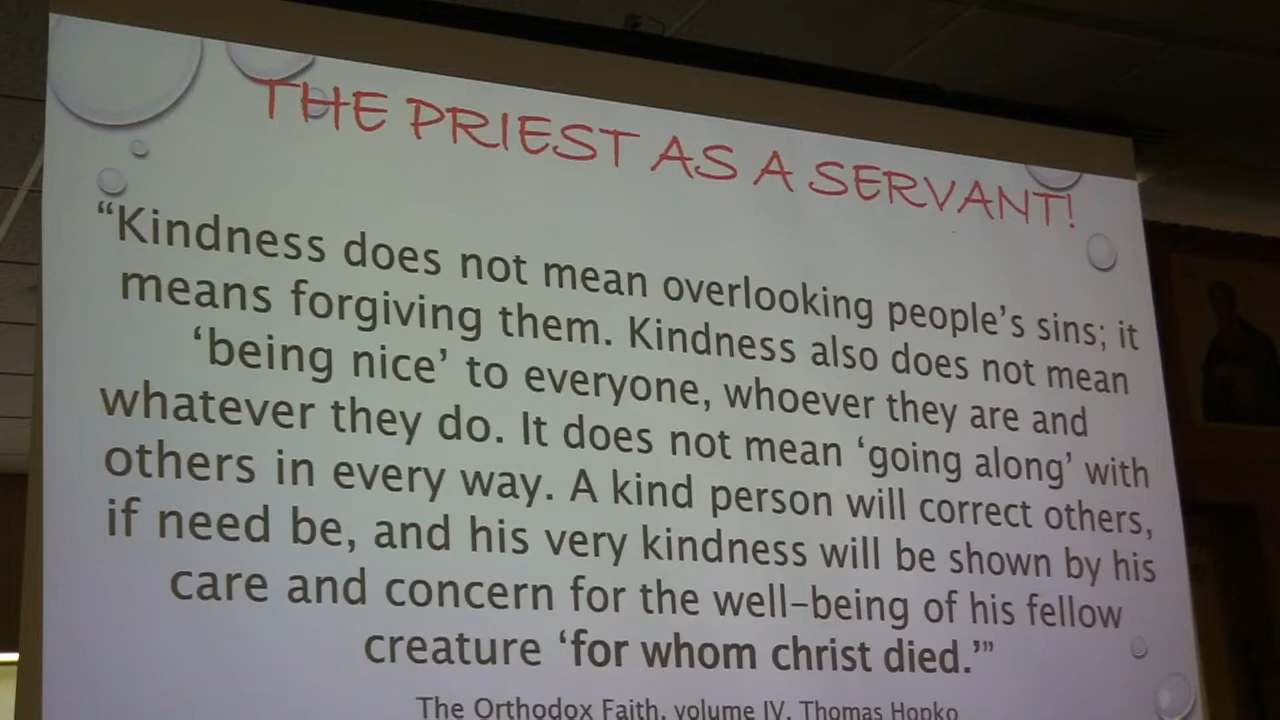 THE PRIEST AS A SERVANT!
“Kindness does not mean overlooking people’s sins; it
means forgiving them. Kindness also does not mean
‘being nice’ to everyone, whoever they are and
whatever they do. It does not mean ‘going along’ with
others in every way. A kind person will correct others,
if need be, and his very kindness will be shown by his
care and concern for the well-being of his fellow
creature ‘for whom christ died.’”
The Orthodox Faith, volume IV, Thomas Hopko